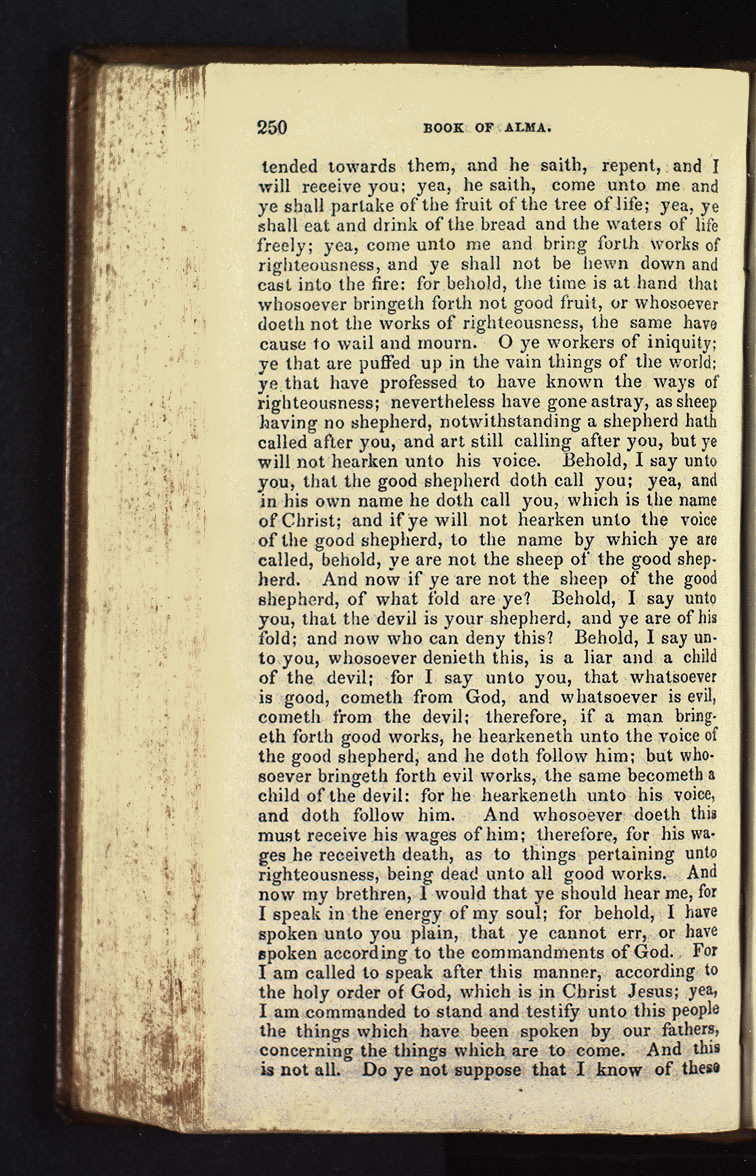 250 BOOK OF ALMA.
tended towards them, and he saith, repent, and I
will receive you; yea, he saith, come unto me and
ye shall partake of the fruit of the tree of life; yea, ye
shall eat and drink of the bread and the waters of life
freely; yea, come unto me and bring forth works of
righteousness, and ye shall not be hewn down and
cast into the fire: for behold, the time is at hand that
whosoever bringeth forth not good fruit, or whosoever
doeth not the works of righteousness, the same have
cause to wail and mourn. O ye workers of iniquity;
ye that are puffed up in the vain things of the world;
ye that have professed to have known the ways of
righteousness; nevertheless have gone astray, as sheep
having no shepherd, notwithstanding a shepherd hath
called after you, and art still calling after you, but ye
will not hearken unto his voice. Behold, I say unto
you, that the good shepherd doth call you; yea, and
in his own name he doth call you, which is the name
of Christ; and if ye will not hearken unto the voice
of the good shepherd, to the name by which ye are
called, behold, ye are not the sheep of the good shep-
herd. And now if ye are not the sheep of the good
shepherd, of what fold are ye? Behold, I say unto
you, that the devil is your shepherd, and ye are of his
fold; and now who can deny this? Behold, I say un-
to you, whosoever denieth this, is a liar and a child
of the devil; for I say unto you, that whatsoever
is good, cometh from God, and whatsoever is evil,
cometh from the devil; therefore, if a man bring-
eth forth good works, he hearkeneth unto the voice of
the good shepherd, and he doth follow him; but who-
soever bringeth forth evil works, the same becometh a
child of the devil: for he hearkeneth unto his voice,
and doth follow him. And whosoever doeth this
must receive his wages of him; therefore, for his wa-
ges he receiveth death, as to things pertaining unto
righteousness, being dead unto all good works. And
now my brethren, I would that ye should hear me, for
I speak in the energy of my soul; for behold, I have
spoken unto you plain, that ye cannot err, or have
spoken according to the commandments of God. For
I am called to speak after this manner, according to
the holy order of God, which is in Christ Jesus; yea,
I am commanded to stand and testify unto this people
the things which have been spoken by our fathers,
concerning the things which are to come. And this
is not all. Do ye not suppose that I know of these